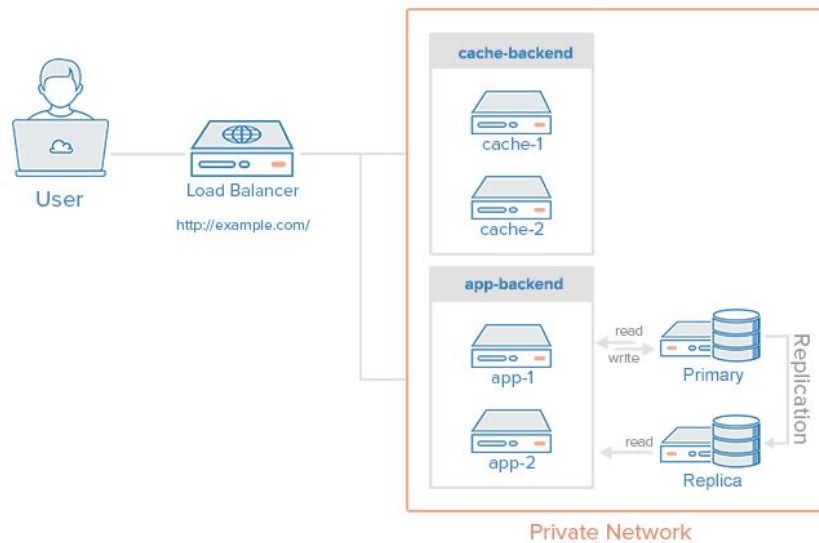 User
Load Balancer
http://example.com/
cache-backend
cache-1
cache-2
app-backend
app-1
app-2
read
write
Primary
Replication
read
Replica
Private Network